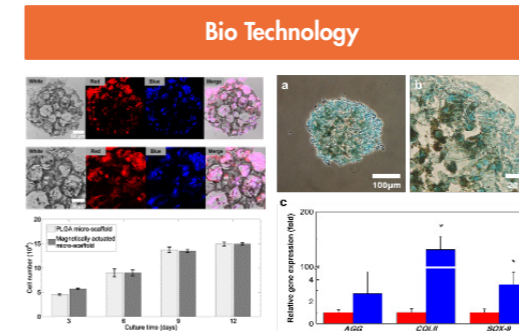 Bio Technology
White Red Blue Merge
White Red Blue Merge
a
b
100µm
Cell number (10⁴)
20
15
10
5
0
PLGA micro-scaffold
Magnetically actuated
micro-scaffold
3 6 9 12
Culture time (days)
c
Relative gene expression (fold)
200
100
4
2
0
*
*
AGG COLII SOX-9